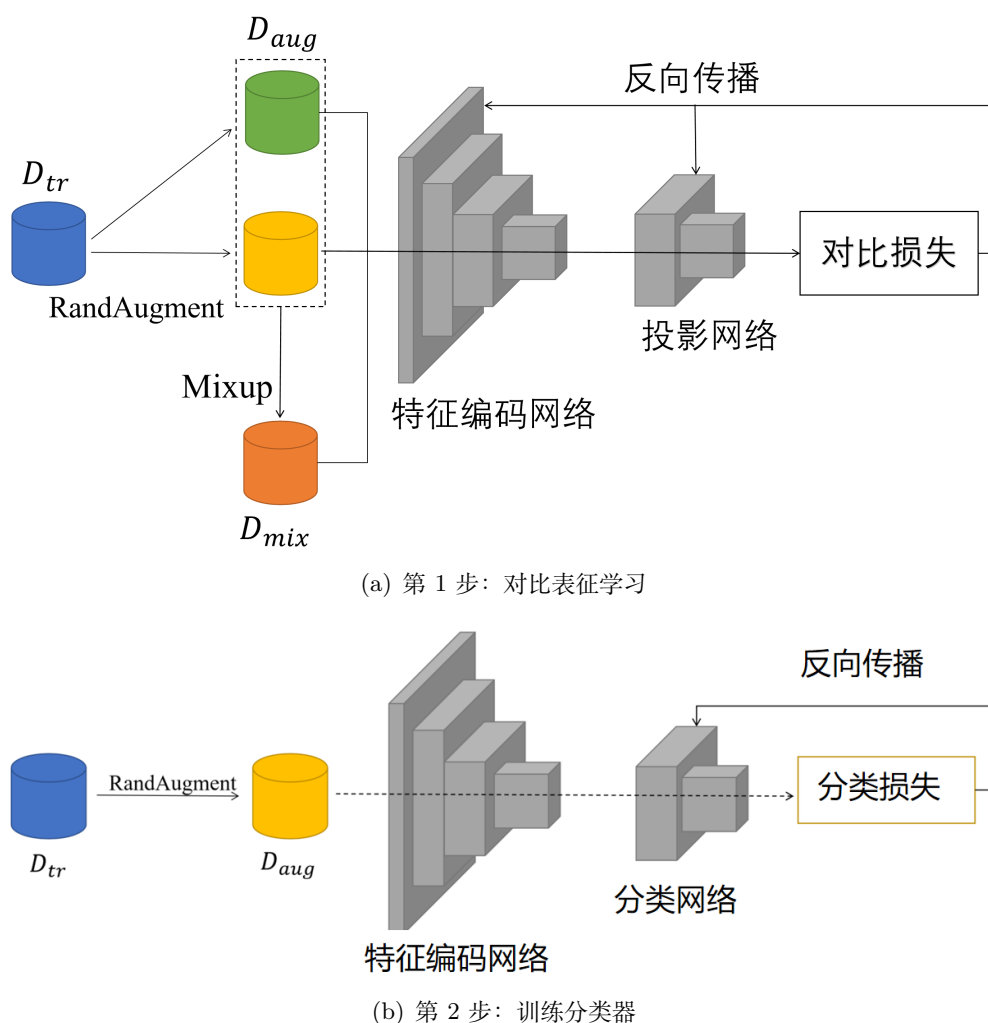 D_aug
反向传播
D_tr
对比损失
RandAugment
投影网络
Mixup
特征编码网络
D_mix
(a) 第 1 步：对比表征学习
反向传播
RandAugment
分类损失
D_tr
D_aug
分类网络
特征编码网络
(b) 第 2 步：训练分类器